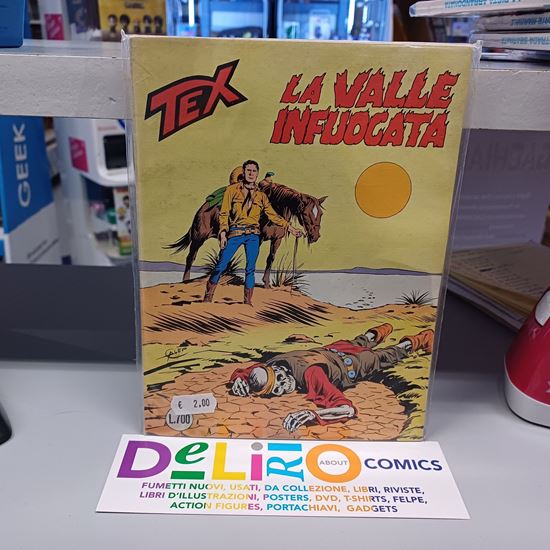 TEX
LA VALLE
INFUOCATA
GEEK
GALEP
€ 2.00
L.700
DeLiRiO ABOUT COMICS
FUMETTI NUOVI, USATI, DA COLLEZIONE, LIBRI, RIVISTE,
LIBRI D'ILLUSTRAZIONI, POSTERS, DVD, T-SHIRTS, FELPE,
ACTION FIGURES, PORTACHIAVI, GADGETS